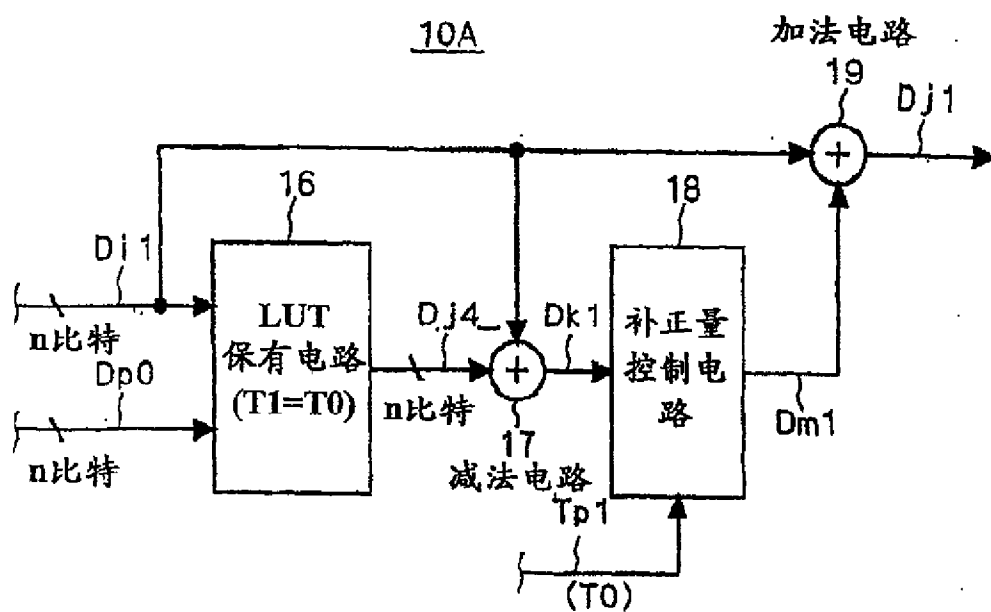 10A
加法电路
19
Dj1
16
18
Di1
n比特
Dp0
n比特
LUT
保有电路
(T1=T0)
Dj4
n比特
+
-
+
Dk1
17
减法电路
补正量
控制电
路
Dm1
Tp1
(T0)